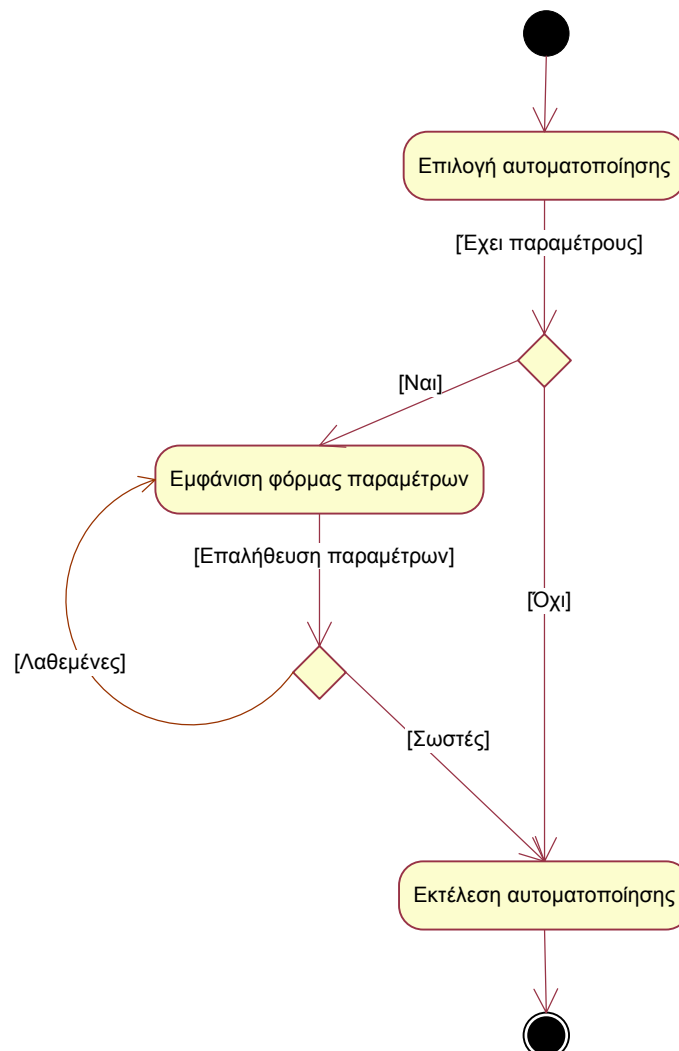 Επιλογή αυτοματοποίησης
[Έχει παραμέτρους]
[Ναι]
Εμφάνιση φόρμας παραμέτρων
[Επαλήθευση παραμέτρων]
[Όχι]
[Λαθεμένες]
[Σωστές]
Εκτέλεση αυτοματοποίησης